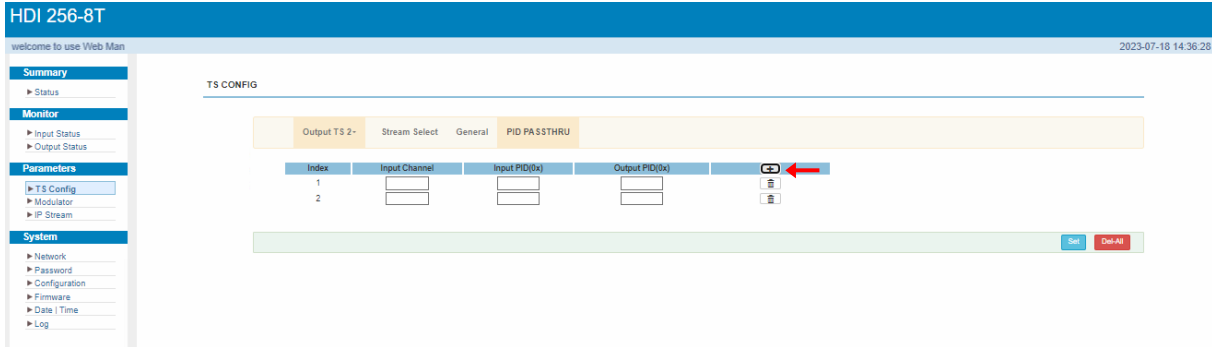 HDI 256-8T
welcome to use Web Man
2023-07-18 14:36:28
Summary
Status
Monitor
Input Status
Output Status
Parameters
TS Config
Modulator
IP Stream
System
Network
Password
Configuration
Firmware
Date | Time
Log
TS CONFIG
Output TS 2- Stream Select General PID PASSTHRU
Index Input Channel Input PID(0x) Output PID(0x)
1
2
Set Del-All